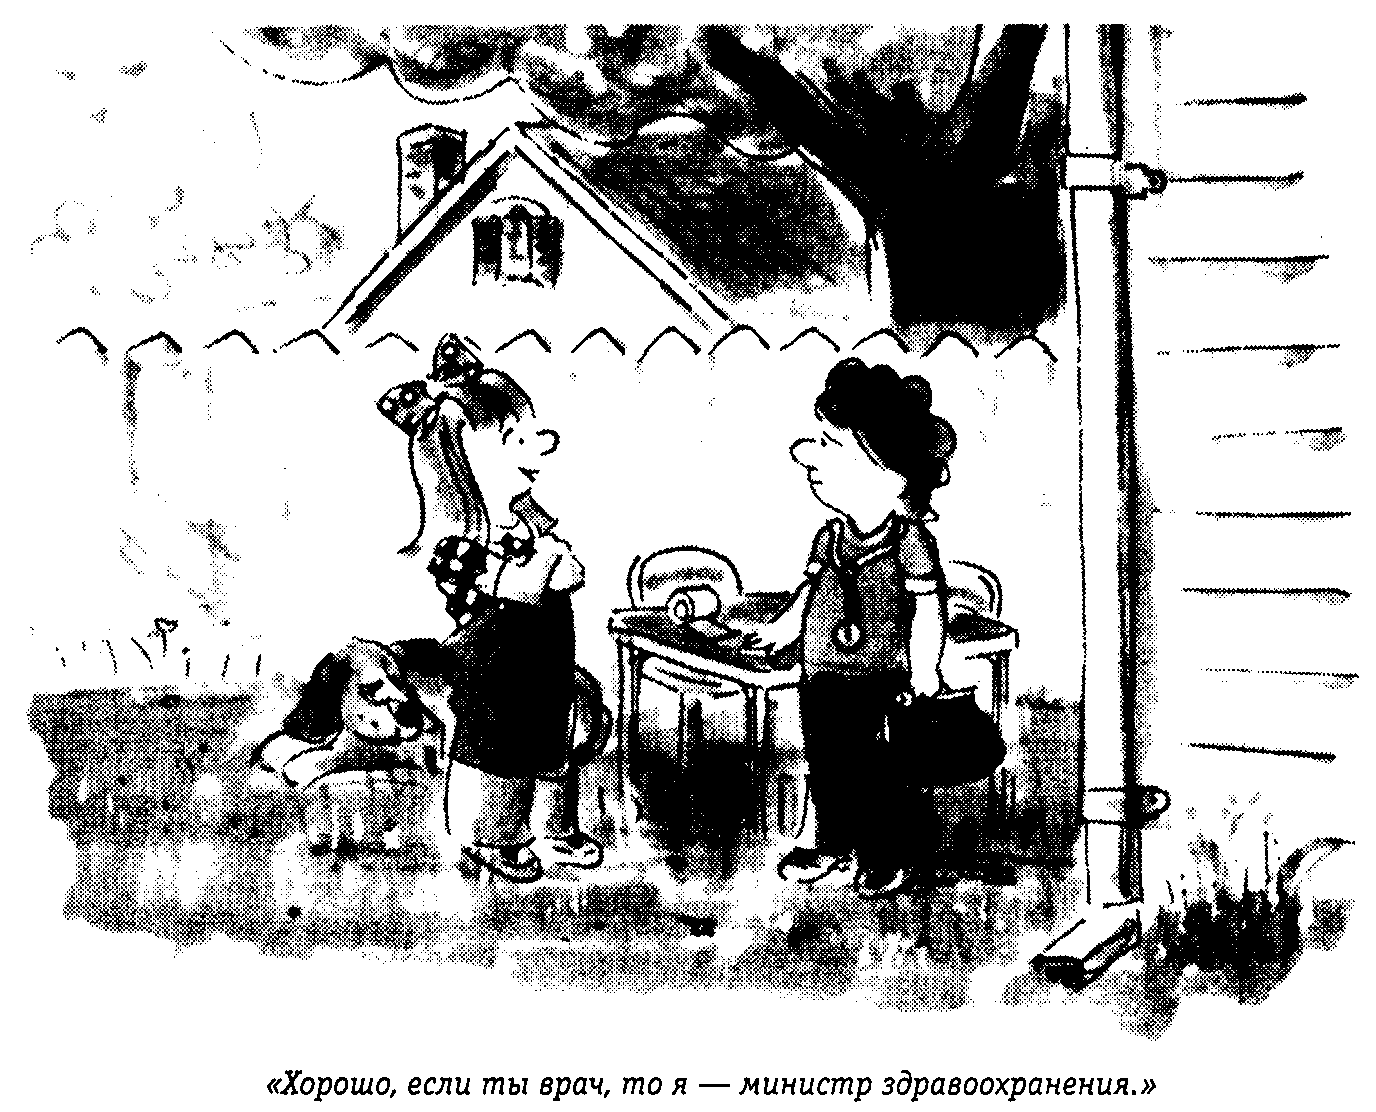 «Хорошо, если ты врач, то я — министр здравоохранения.»